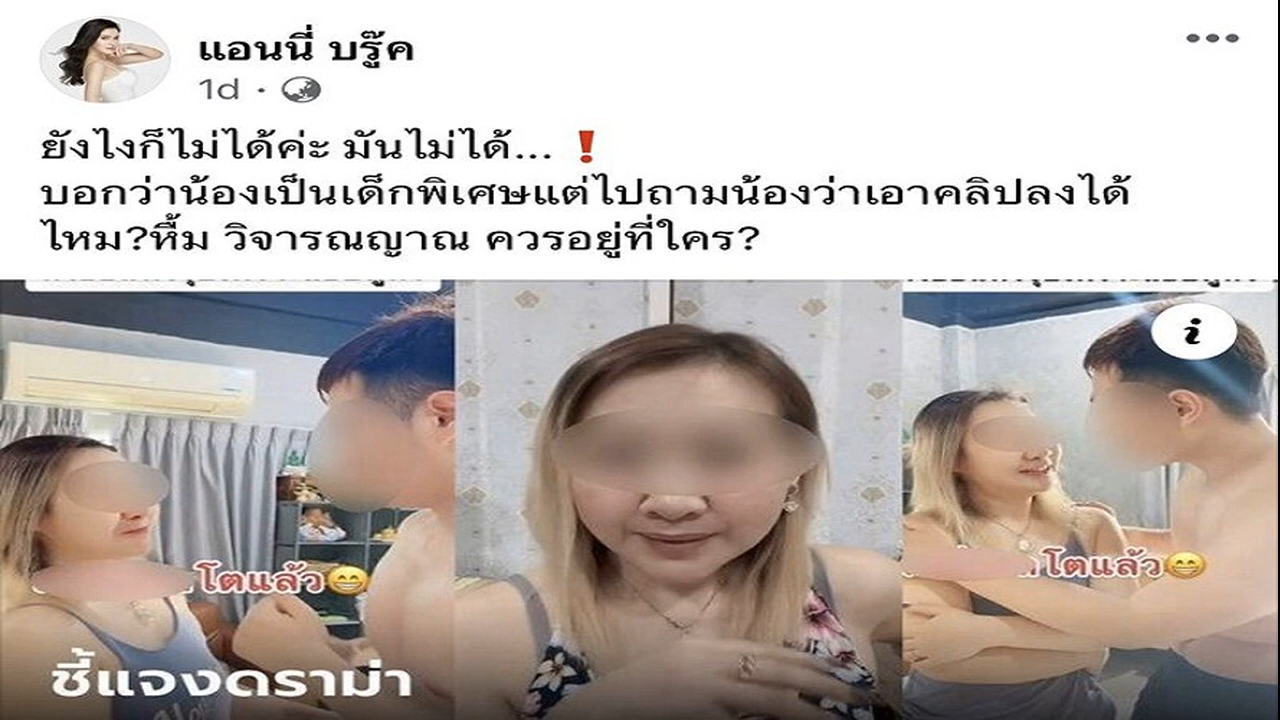 แอนนี่ บรู๊ค
1d ·
ยังไงก็ไม่ได้ค่ะ มันไม่ได้... ❗
บอกว่าน้องเป็นเด็กพิเศษแต่ไปถามน้องว่าเอาคลิปลงได้
ไหม?หื้ม วิจารณญาณ ควรอยู่ที่ใคร?
i
โตแล้ว😁
โตแล้ว😁
ชี้แจงดราม่า